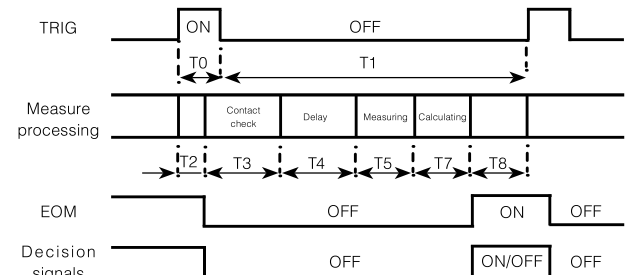 TRIG
ON
OFF
T0
T1
Measure
processing
Contact
check
Delay
Measuring
Calculating
T2
T3
T4
T5
T7
T8
EOM
OFF
ON
OFF
Decision
signals
OFF
ON/OFF
OFF